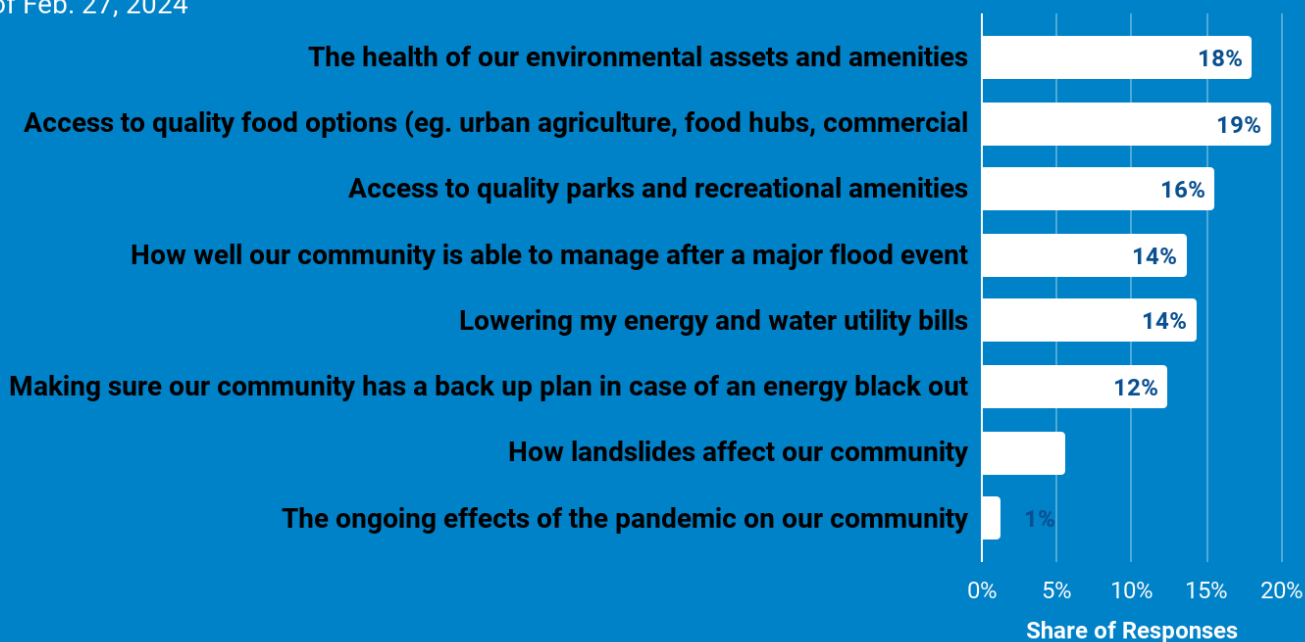 of Feb. 27, 2024
The health of our environmental assets and amenities
18%
Access to quality food options (eg. urban agriculture, food hubs, commercial
19%
Access to quality parks and recreational amenities
16%
How well our community is able to manage after a major flood event
14%
Lowering my energy and water utility bills
14%
Making sure our community has a back up plan in case of an energy black out
12%
How landslides affect our community
The ongoing effects of the pandemic on our community
1%
0% 5% 10% 15% 20%
Share of Responses